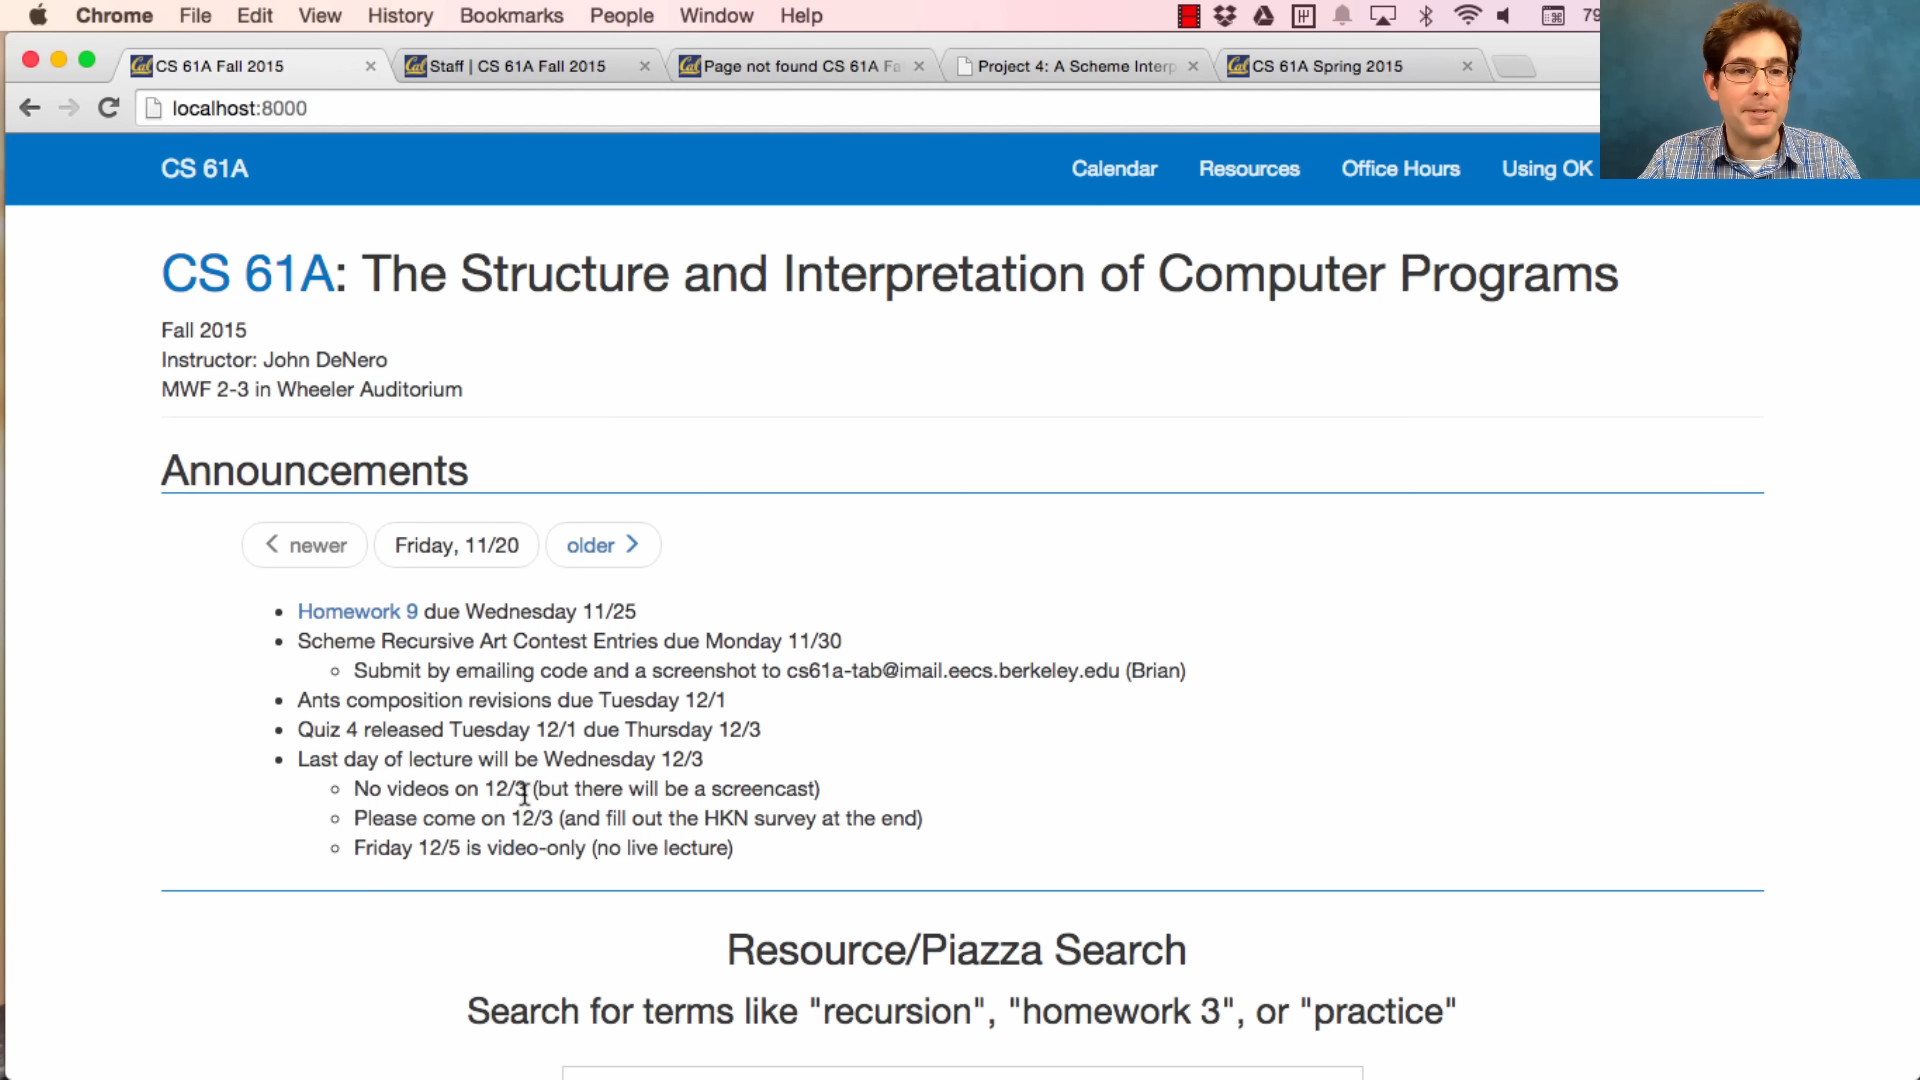 Chrome File Edit View History Bookmarks People Window Help
CS 61A Fall 2015
Staff | CS 61A Fall 2015
Page not found CS 61A Fa
Project 4: A Scheme Interp
CS 61A Spring 2015
localhost:8000
CS 61A
Calendar Resources Office Hours Using OK
CS 61A: The Structure and Interpretation of Computer Programs
Fall 2015
Instructor: John DeNero
MWF 2-3 in Wheeler Auditorium
Announcements
newer Friday, 11/20 older
Homework 9 due Wednesday 11/25
Scheme Recursive Art Contest Entries due Monday 11/30
Submit by emailing code and a screenshot to cs61a-tab@imail.eecs.berkeley.edu (Brian)
Ants composition revisions due Tuesday 12/1
Quiz 4 released Tuesday 12/1 due Thursday 12/3
Last day of lecture will be Wednesday 12/3
No videos on 12/3 (but there will be a screencast)
Please come on 12/3 (and fill out the HKN survey at the end)
Friday 12/5 is video-only (no live lecture)
Resource/Piazza Search
Search for terms like "recursion", "homework 3", or "practice"